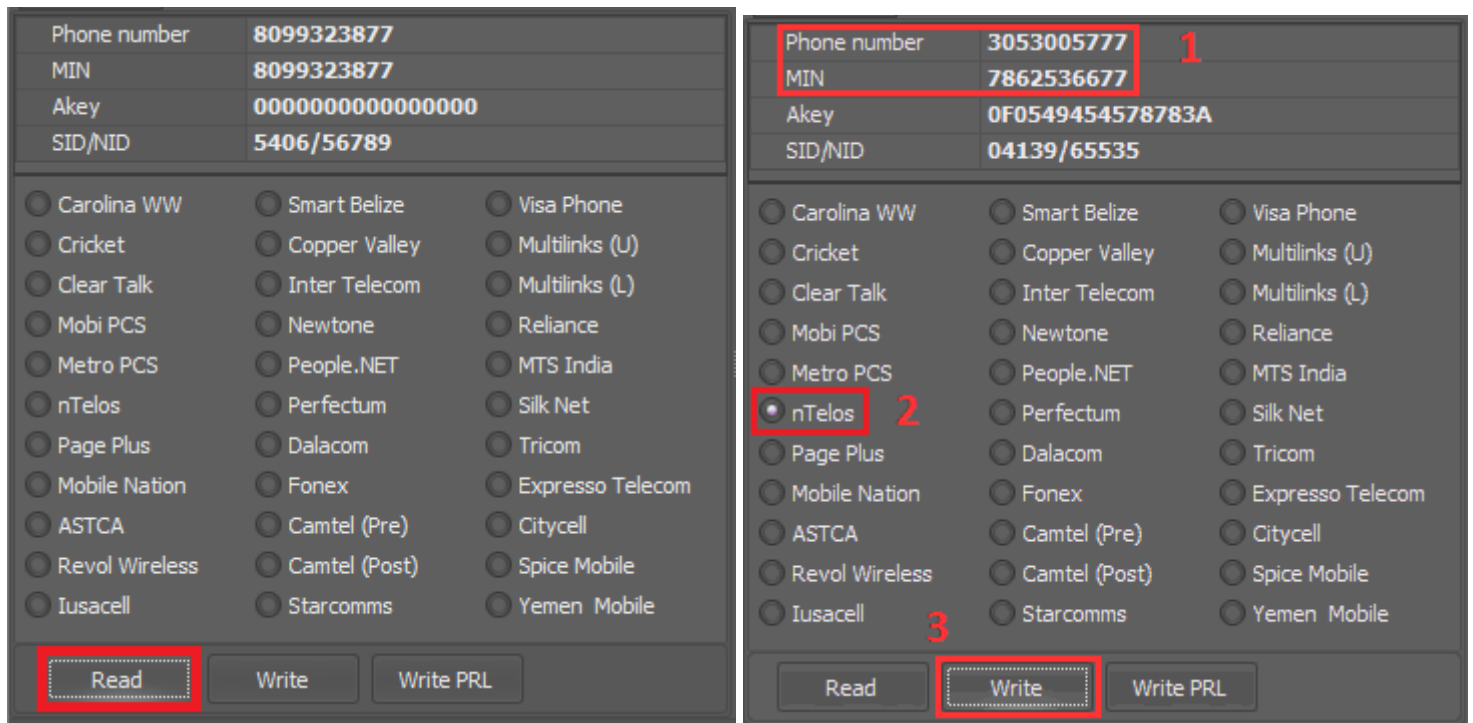 Phone number 8099323877
MIN 8099323877
Akey 0000000000000000
SID/NID 5406/56789
Carolina WW Smart Belize Visa Phone
Cricket Copper Valley Multilinks (U)
Clear Talk Inter Telecom Multilinks (L)
Mobi PCS Newtone Reliance
Metro PCS People.NET MTS India
nTelos Perfectum Silk Net
Page Plus Dalacom Tricom
Mobile Nation Fonex Expresso Telecom
ASTCA Camtel (Pre) Citycell
Revol Wireless Camtel (Post) Spice Mobile
Iusacell Starcomms Yemen Mobile
Read Write Write PRL
Phone number 3053005777 1
MIN 7862536677
Akey 0F0549454578783A
SID/NID 04139/65535
Carolina WW Smart Belize Visa Phone
Cricket Copper Valley Multilinks (U)
Clear Talk Inter Telecom Multilinks (L)
Mobi PCS Newtone Reliance
Metro PCS People.NET MTS India
nTelos 2 Perfectum Silk Net
Page Plus Dalacom Tricom
Mobile Nation Fonex Expresso Telecom
ASTCA Camtel (Pre) Citycell
Revol Wireless Camtel (Post) Spice Mobile
Iusacell 3 Starcomms Yemen Mobile
Read Write Write PRL